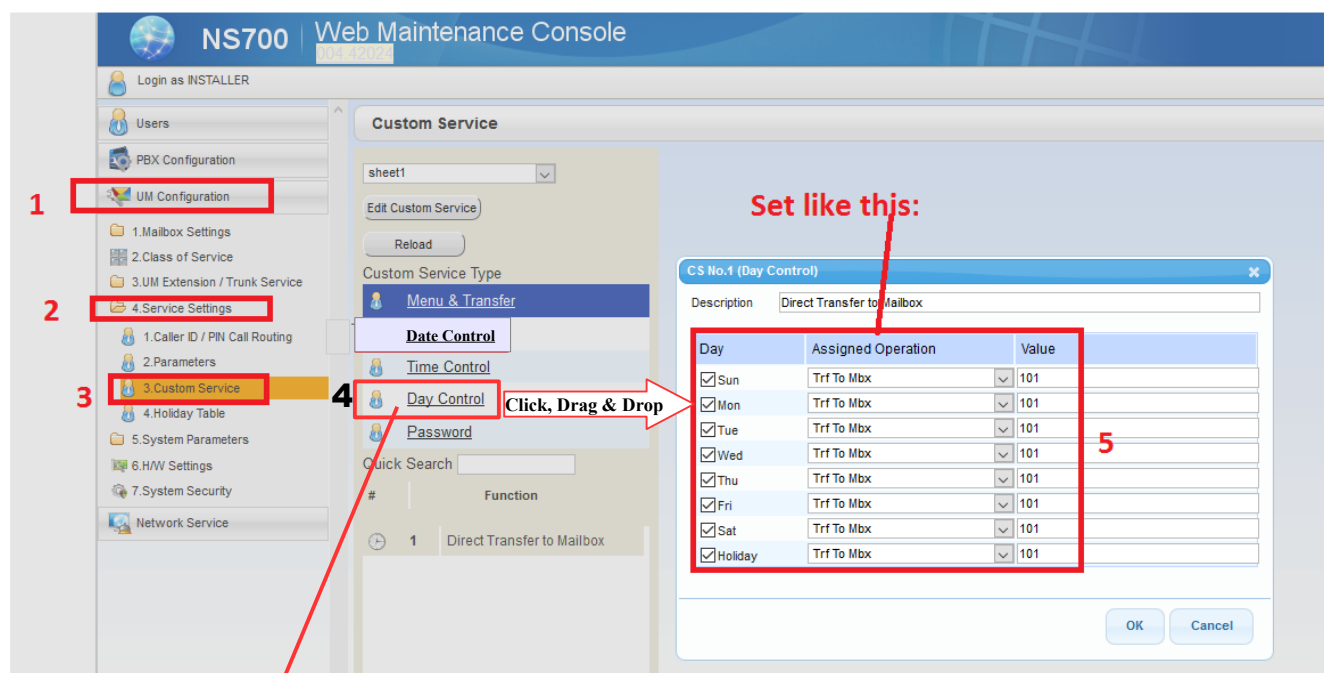 NS700 Web Maintenance Console
004.42024
Login as INSTALLER
Users
PBX Configuration
1
UM Configuration
1.Mailbox Settings
2.Class of Service
3.UM Extension / Trunk Service
2
4.Service Settings
1.Caller ID / PIN Call Routing
2.Parameters
3
3.Custom Service
4.Holiday Table
5.System Parameters
6.H/W Settings
7.System Security
Network Service
Custom Service
sheet1
Edit Custom Service
Reload
Custom Service Type
Menu & Transfer
Date Control
Time Control
4
Day Control
Click, Drag & Drop
Password
Quick Search
# Function
1 Direct Transfer to Mailbox
Set like this:
CS No.1 (Day Control)
Description Direct Transfer to Mailbox
Day Assigned Operation Value
Sun Trf To Mbx 101
Mon Trf To Mbx 101
Tue Trf To Mbx 101
Wed Trf To Mbx 101
Thu Trf To Mbx 101
Fri Trf To Mbx 101
Sat Trf To Mbx 101
Holiday Trf To Mbx 101
5
OK Cancel